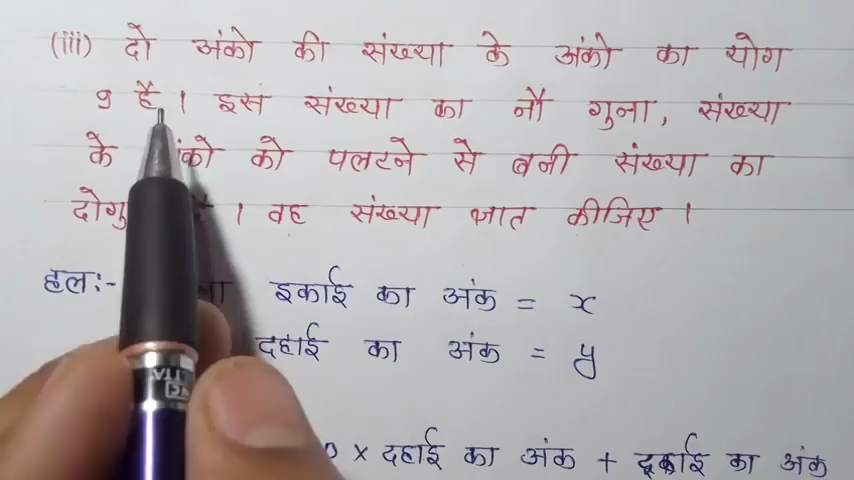 (iii) दो अंको की संख्या के अंको का योग
9 है। इस संख्या का नौ गुना, संख्या
के को पलटने से बनी संख्या का
है। वह संख्या ज्ञात कीजिए।
हल:- इकाई का अंक = x
दहाई का अंक = y
x दहाई का अंक + इकाई का अंक